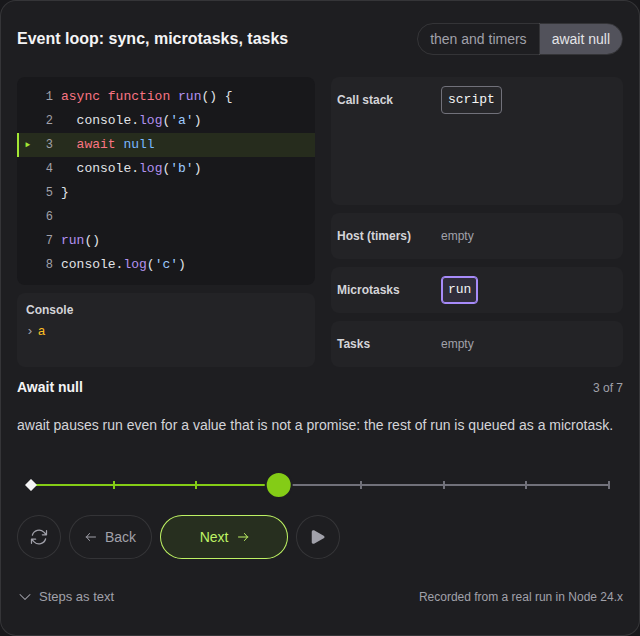 Event loop: sync, microtasks, tasks
then and timers
await null
1 async function run() {
2 console.log('a')
3 await null
4 console.log('b')
5 }
6
7 run()
8 console.log('c')
Console
› a
Call stack
script
Host (timers)
empty
Microtasks
run
Tasks
empty
Await null
3 of 7
await pauses run even for a value that is not a promise: the rest of run is queued as a microtask.
← Back
Next →
Steps as text
Recorded from a real run in Node 24.x